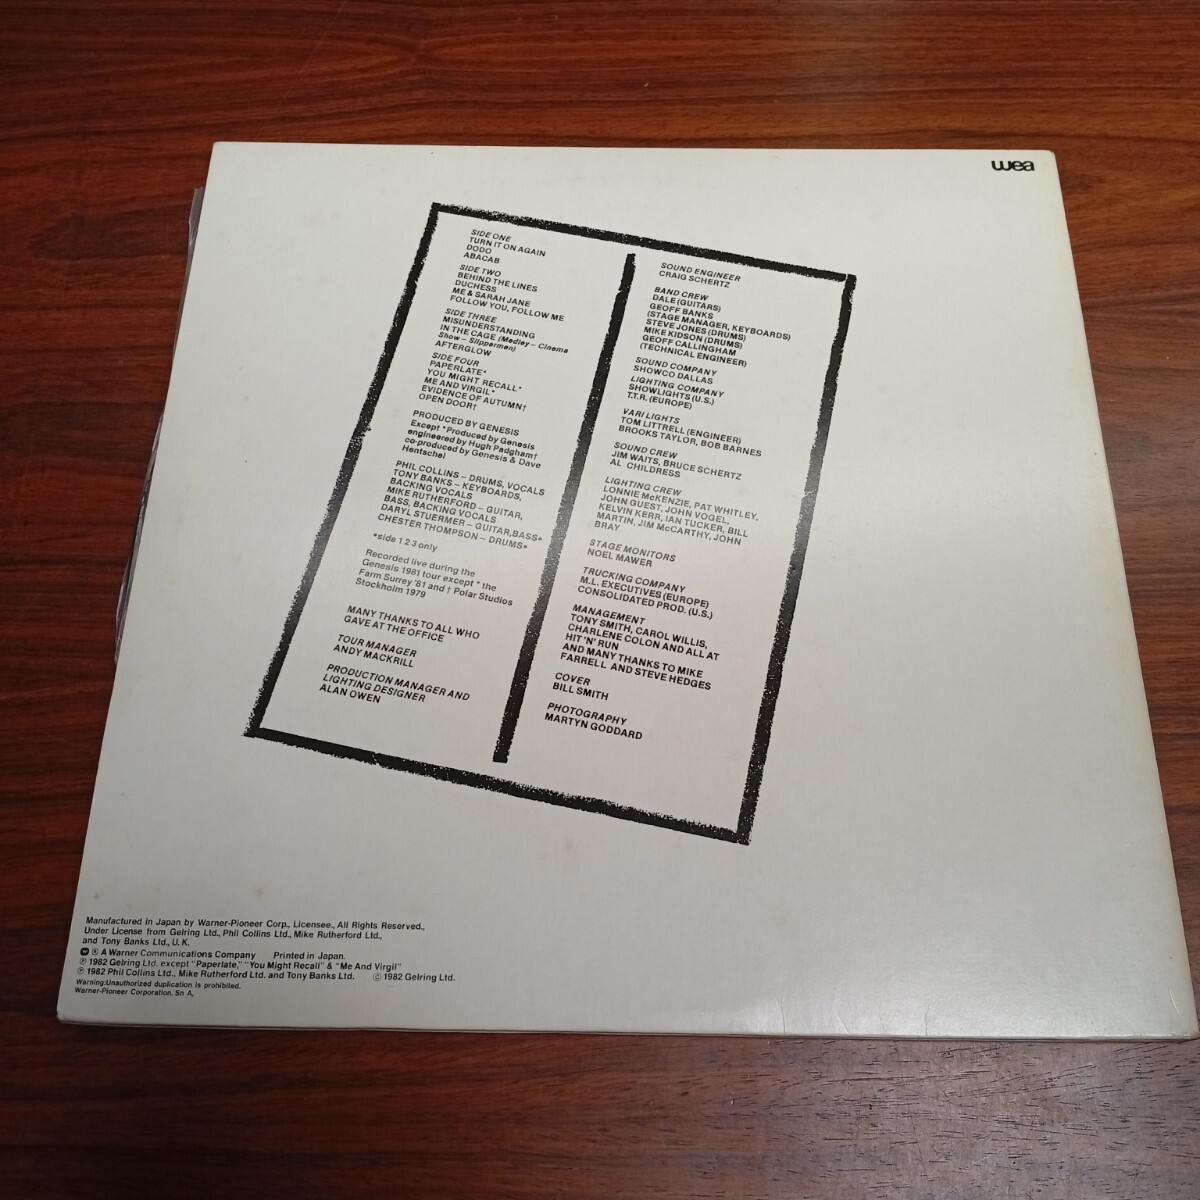 wea
SIDE ONE
TURN IT ON AGAIN
DODO
ABACAB
SIDE TWO
BEHIND THE LINES
DUCHESS
ME & SARAH JANE
FOLLOW YOU, FOLLOW ME
SIDE THREE
MISUNDERSTANDING
IN THE CAGE (Medley – Cinema
Show – Slippermen)
AFTERGLOW
SIDE FOUR
PAPERLATE*
YOU MIGHT RECALL*
ME AND VIRGIL*
EVIDENCE OF AUTUMN†
OPEN DOOR†
PRODUCED BY GENESIS
Except *Produced by Genesis
engineered by Hugh Padgham†
co-produced by Genesis & Dave
Hentschel
PHIL COLLINS – DRUMS, VOCALS
TONY BANKS – KEYBOARDS,
BACKING VOCALS
MIKE RUTHERFORD – GUITAR,
BASS, BACKING VOCALS
DARYL STUERMER – GUITAR, BASS*
CHESTER THOMPSON – DRUMS*
*side 1 2 3 only
Recorded live during the
Genesis 1981 tour except * the
Farm Surrey '81 and † Polar Studios
Stockholm 1979
MANY THANKS TO ALL WHO
GAVE AT THE OFFICE
TOUR MANAGER
ANDY MACKRILL
PRODUCTION MANAGER AND
LIGHTING DESIGNER
ALAN OWEN
SOUND ENGINEER
CRAIG SCHERTZ
BAND CREW
DALE (GUITARS)
GEOFF BANKS
(STAGE MANAGER, KEYBOARDS)
STEVE JONES (DRUMS)
MIKE KIDSON (DRUMS)
GEOFF CALLINGHAM
(TECHNICAL ENGINEER)
SOUND COMPANY
SHOWCO DALLAS
LIGHTING COMPANY
SHOWLIGHTS (U.S.)
T.T.R. (EUROPE)
VARI LIGHTS
TOM LITTRELL (ENGINEER)
BROOKS TAYLOR, BOB BARNES
SOUND CREW
JIM WAITS, BRUCE SCHERTZ
AL CHILDRESS
LIGHTING CREW
LONNIE McKENZIE, PAT WHITLEY,
JOHN GUEST, JOHN VOGEL,
KELVIN KERR, IAN TUCKER, BILL
MARTIN, JIM McCARTHY, JOHN
BRAY
STAGE MONITORS
NOEL MAWER
TRUCKING COMPANY
M.L. EXECUTIVES (EUROPE)
CONSOLIDATED PROD. (U.S.)
MANAGEMENT
TONY SMITH, CAROL WILLIS,
CHARLENE COLON AND ALL AT
HIT 'N' RUN
AND MANY THANKS TO MIKE
FARRELL AND STEVE HEDGES
COVER
BILL SMITH
PHOTOGRAPHY
MARTYN GODDARD
Manufactured in Japan by Warner-Pioneer Corp., Licensee., All Rights Reserved.,
Under License from Gelring Ltd., Phil Collins Ltd., Mike Rutherford Ltd.,
and Tony Banks Ltd., U.K.
Ⓡ A Warner Communications Company Printed in Japan.
℗ 1982 Gelring Ltd. except "Paperlate," "You Might Recall" & "Me And Virgil"
℗ 1982 Phil Collins Ltd., Mike Rutherford Ltd. and Tony Banks Ltd. © 1982 Gelring Ltd.
Warning:Unauthorized duplication is prohibited.
Warner-Pioneer Corporation. Sn A,